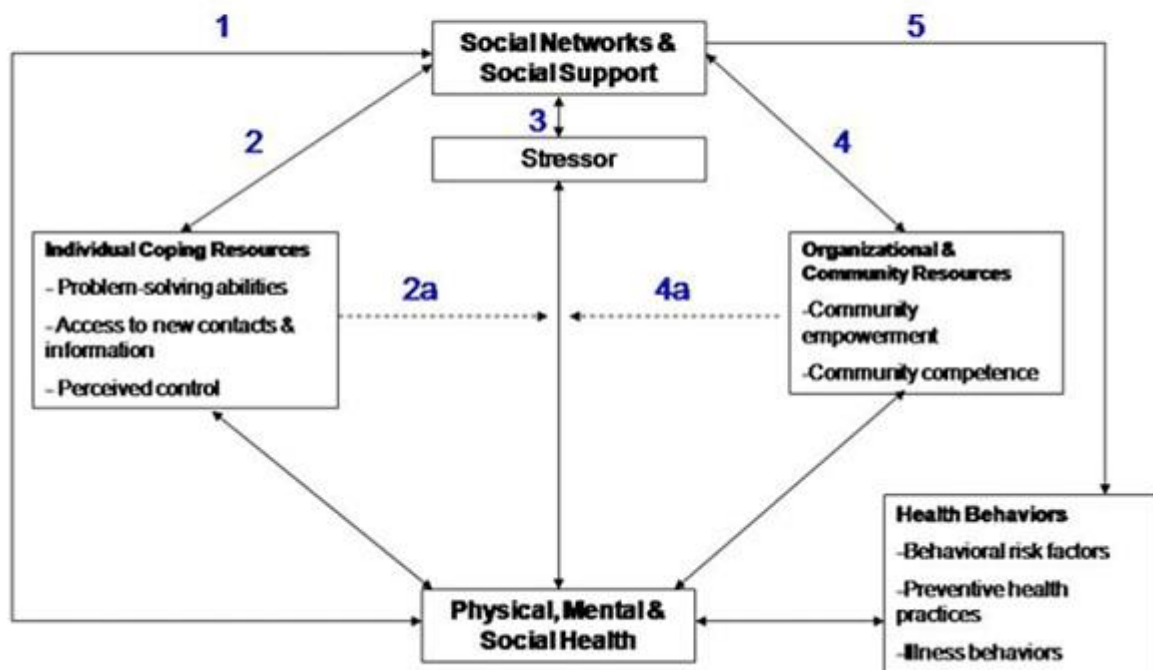 1
5
Social Networks &
Social Support
2
3
4
Stressor
Individual Coping Resources
- Problem-solving abilities
- Access to new contacts &
information
- Perceived control
2a
4a
Organizational &
Community Resources
-Community
empowerment
-Community competence
Health Behaviors
-Behavioral risk factors
-Preventive health
practices
-Illness behaviors
Physical, Mental &
Social Health